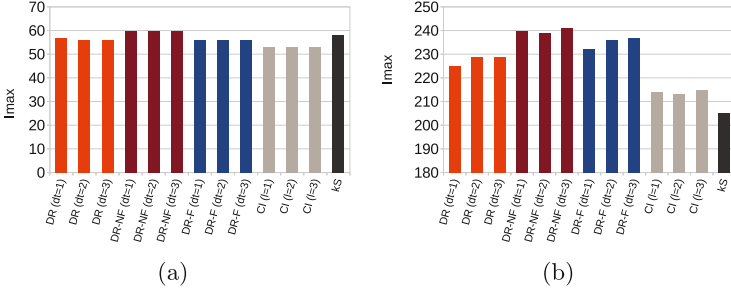 70
60
50
40
30
20
10
0
Imax
DR (dt=1)
DR (dt=2)
DR (dt=3)
DR-NF (dt=1)
DR-NF (dt=2)
DR-NF (dt=3)
DR-F (dt=1)
DR-F (dt=2)
DR-F (dt=3)
CI (l=1)
CI (l=2)
CI (l=3)
kS
(a)
250
240
230
220
210
200
190
180
Imax
DR (dt=1)
DR (dt=2)
DR (dt=3)
DR-NF (dt=1)
DR-NF (dt=2)
DR-NF (dt=3)
DR-F (dt=1)
DR-F (dt=2)
DR-F (dt=3)
CI (l=1)
CI (l=2)
CI (l=3)
kS
(b)